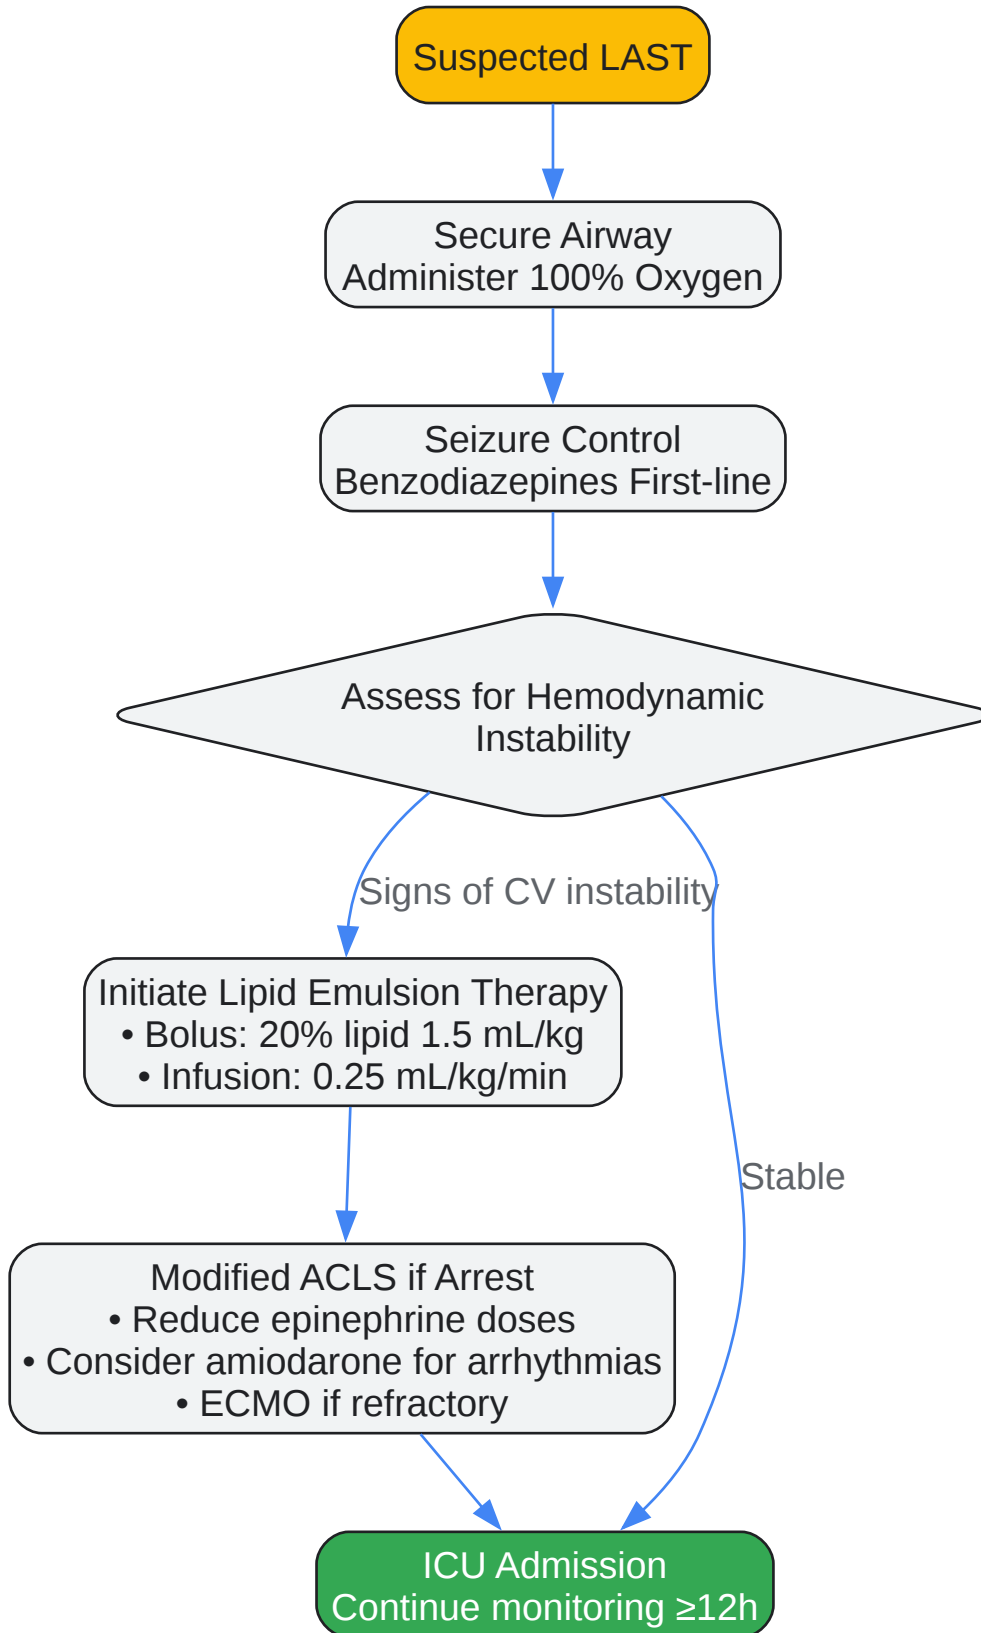 Suspected LAST
Secure Airway
Administer 100% Oxygen
Seizure Control
Benzodiazepines First-line
Assess for Hemodynamic
Instability
Signs of CV instability
Initiate Lipid Emulsion Therapy
• Bolus: 20% lipid 1.5 mL/kg
• Infusion: 0.25 mL/kg/min
Stable
Modified ACLS if Arrest
• Reduce epinephrine doses
• Consider amiodarone for arrhythmias
• ECMO if refractory
ICU Admission
Continue monitoring ≥12h